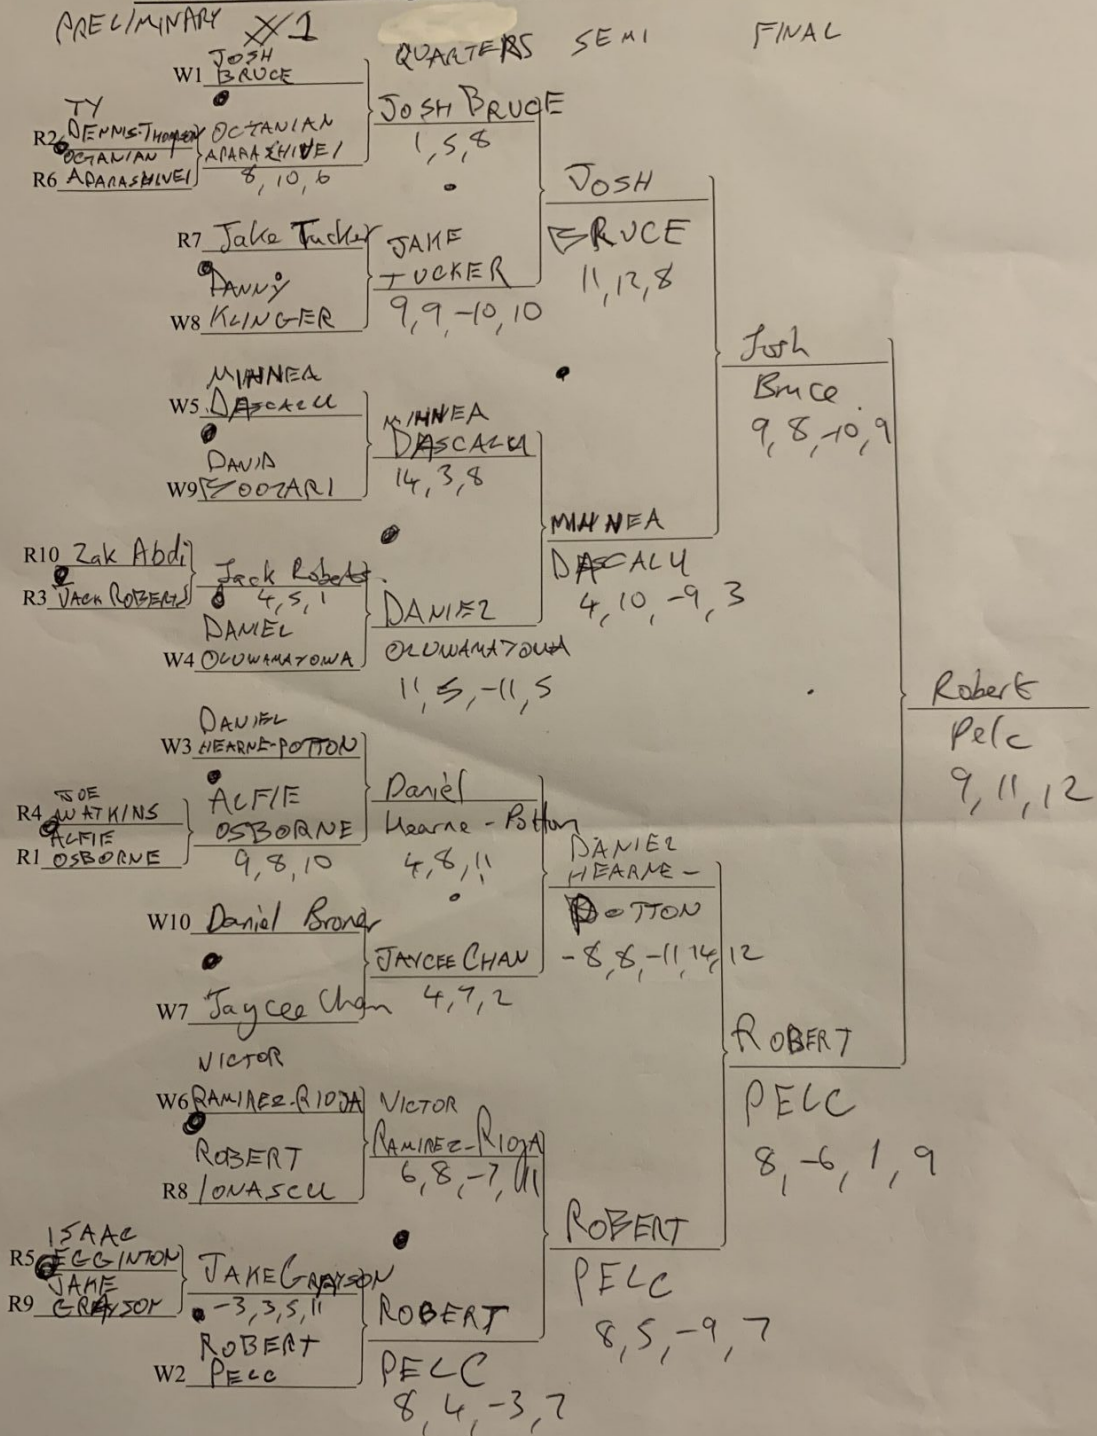 PRELIMINARY #1
QUARTERS SEMI FINAL
JOSH
W1 BRUCE
TY
R2 DENNIS-THOMPSON
OCTANIAN
R6 APARASHIVEI
OCTANIAN
APARASHIVEI
8, 10, 6
JOSH BRUCE
1, 5, 8
R7 Jake Tucker
DANNY
W8 KLINGER
JAKE
TUCKER
9, 9, -10, 10
JOSH
BRUCE
11, 12, 8
MIHNEA
W5 DASCALU
DAVID
W9 BOOZARI
MIHNEA
DASCALU
14, 3, 8
R10 Zak Abdi
R3 JACK ROBERTS
Jack Roberts
4, 5, 1
DANIEL
W4 OLUWAMAYOWA
DANIEL
OLUWAMAYOWA
11, 5, -11, 5
MIHNEA
DASCALU
4, 10, -9, 3
Josh
Bruce
9, 8, -10, 9
DANIEL
W3 HEARNE-POTTON
JOE
R4 WATKINS
ALFIE
R1 OSBORNE
ALFIE
OSBORNE
9, 8, 10
Daniel
Hearne-Potton
4, 8, 11
W10 Daniel Broner
W7 Jaycee Chan
JAYCEE CHAN
4, 7, 2
DANIEL
HEARNE-
POTTON
-8, 8, -11, 14, 12
VICTOR
W6 RAMIREZ-RIOJA
ROBERT
R8 IONASCU
VICTOR
RAMIREZ-RIOJA
6, 8, -7, 11
ISAAC
R5 EGGINTON
JAKE
R9 GRAYSON
JAKE GRAYSON
-3, 3, 5, 11
ROBERT
W2 PELC
ROBERT
PELC
8, 4, -3, 7
ROBERT
PELC
8, 5, -9, 7
ROBERT
PELC
8, -6, 1, 9
Robert
Pelc
9, 11, 12